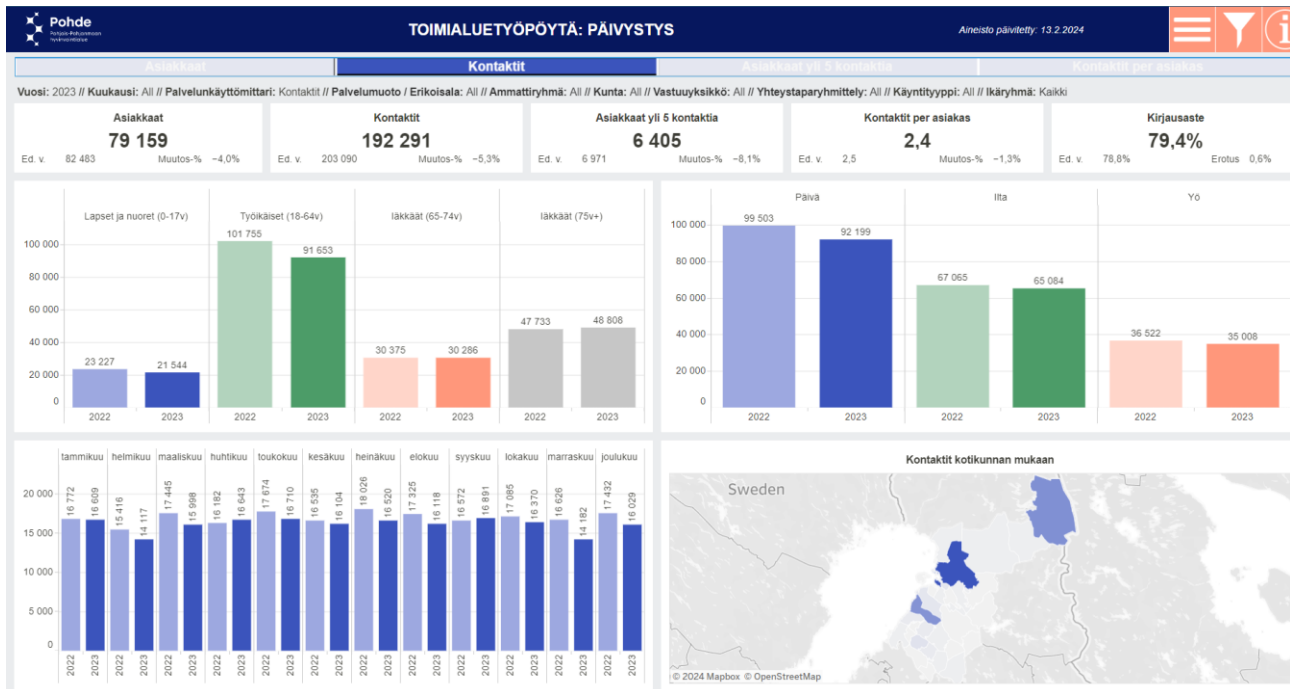 Pohde
Pohjois-Pohjanmaan
hyvinvointialue
TOIMIALUETYÖPÖYTÄ: PÄIVYSTYS
Aineisto päivitetty: 13.2.2024
Asiakkaat
Kontaktit
Asiakkaat yli 5 kontaktia
Kontaktit per asiakas
Vuosi: 2023 // Kuukausi: All // Palvelunkäyttömittari: Kontaktit // Palvelumuoto / Erikoisala: All // Ammattiryhmä: All // Kunta: All // Vastuuyksikkö: All // Yhteystaparyhmittely: All // Käyntityyppi: All // Ikäryhmä: Kaikki
Asiakkaat
79 159
Ed. v. 82 483 Muutos-% −4,0%
Kontaktit
192 291
Ed. v. 203 090 Muutos-% −5,3%
Asiakkaat yli 5 kontaktia
6 405
Ed. v. 6 971 Muutos-% −8,1%
Kontaktit per asiakas
2,4
Ed. v. 2,5 Muutos-% −1,3%
Kirjausaste
79,4%
Ed. v. 78,8% Erotus 0,6%
Lapset ja nuoret (0-17v) Työikäiset (18-64v) Iäkkäät (65-74v) Iäkkäät (75v+)
100 000
80 000
60 000
40 000
20 000
0
23 227 21 544 101 755 91 653 30 375 30 286 47 733 48 808
2022 2023 2022 2023 2022 2023 2022 2023
Päivä Ilta Yö
100 000
80 000
60 000
40 000
20 000
0
99 503 92 199 67 065 65 084 36 522 35 008
2022 2023 2022 2023 2022 2023
tammikuu helmikuu maaliskuu huhtikuu toukokuu kesäkuu heinäkuu elokuu syyskuu lokakuu marraskuu joulukuu
20 000
15 000
10 000
5 000
0
16 772 16 609 15 416 14 117 17 445 15 998 16 182 16 643 17 674 16 710 16 535 16 104 18 026 16 520 17 325 16 118 16 572 16 891 17 085 16 370 16 626 14 182 17 432 16 029
2022 2023 2022 2023 2022 2023 2022 2023 2022 2023 2022 2023 2022 2023 2022 2023 2022 2023 2022 2023 2022 2023 2022 2023
Kontaktit kotikunnan mukaan
Sweden
© 2024 Mapbox © OpenStreetMap